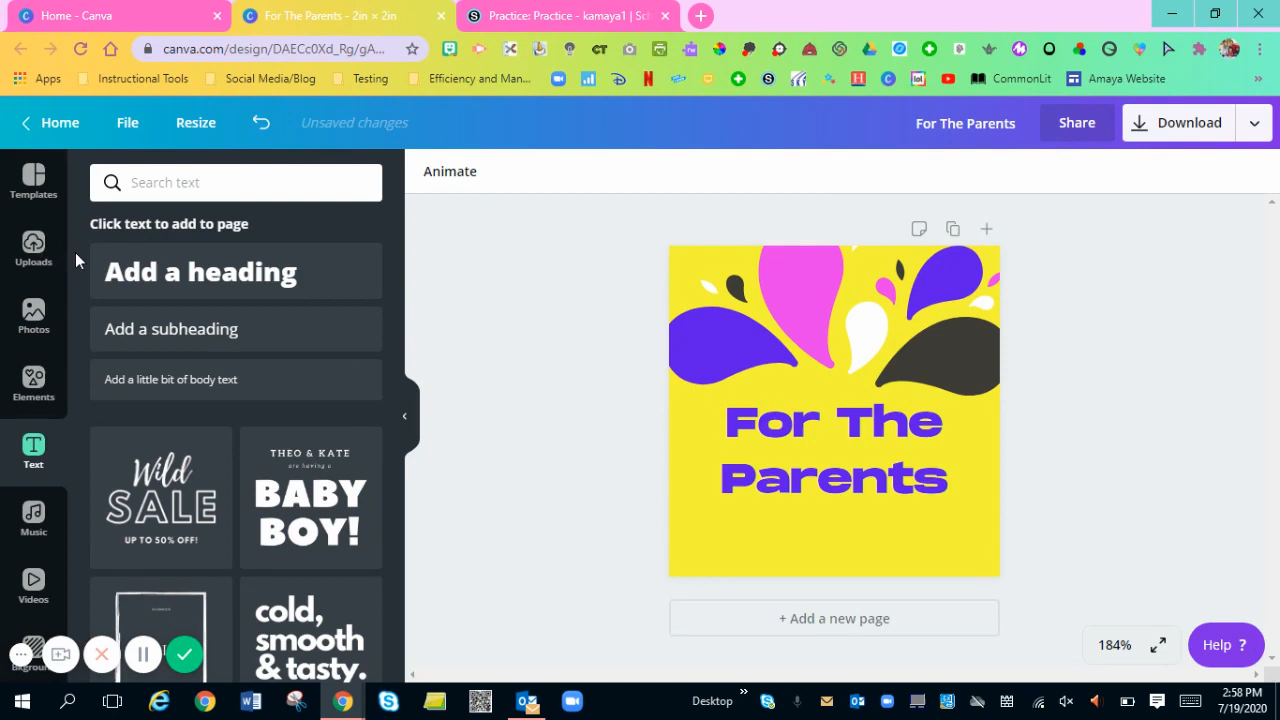 Home - Canva
For The Parents - 2in × 2in
Practice: Practice - kamaya1 | Sch
canva.com/design/DAECc0Xd_Rg/gA...
Apps
Instructional Tools
Social Media/Blog
Testing
Efficiency and Man...
CommonLit
Amaya Website
Home
File
Resize
Unsaved changes
For The Parents
Share
Download
Templates
Uploads
Photos
Elements
Text
Music
Videos
Bkground
Search text
Click text to add to page
Add a heading
Add a subheading
Add a little bit of body text
Wild
SALE
UP TO 50% OFF!
THEO & KATE
are having a
BABY
BOY!
cold,
smooth
& tasty.
Animate
For The
Parents
+ Add a new page
184%
Help ?
Desktop
2:58 PM
7/19/2020